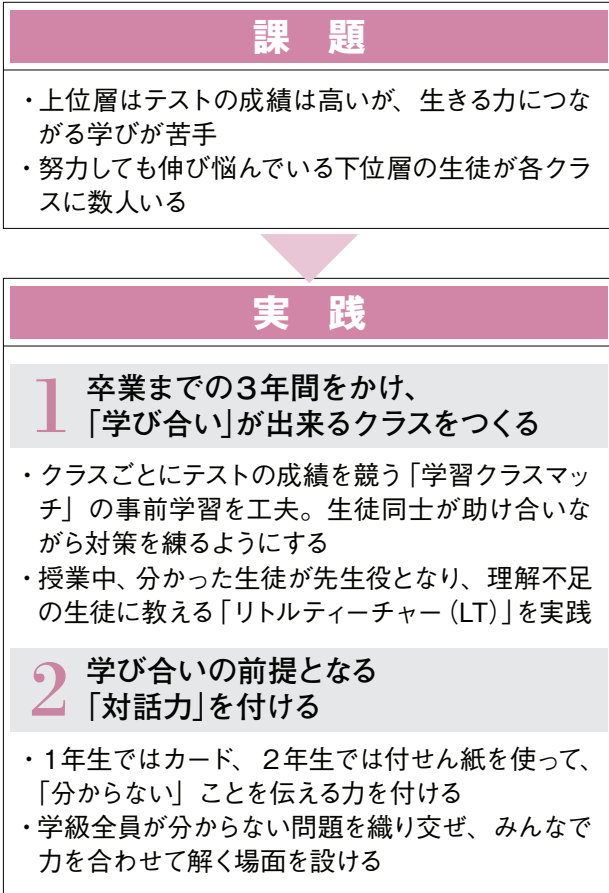 課　題
・上位層はテストの成績は高いが、生きる力につな
がる学びが苦手
・努力しても伸び悩んでいる下位層の生徒が各クラ
スに数人いる
実　践
1 卒業までの3年間をかけ、
「学び合い」が出来るクラスをつくる
・クラスごとにテストの成績を競う「学習クラスマッ
チ」の事前学習を工夫。生徒同士が助け合いな
がら対策を練るようにする
・授業中、分かった生徒が先生役となり、理解不足
の生徒に教える「リトルティーチャー（LT）」を実践
2 学び合いの前提となる
「対話力」を付ける
・1年生ではカード、2年生では付せん紙を使って、
「分からない」ことを伝える力を付ける
・学級全員が分からない問題を織り交ぜ、みんなで
力を合わせて解く場面を設ける